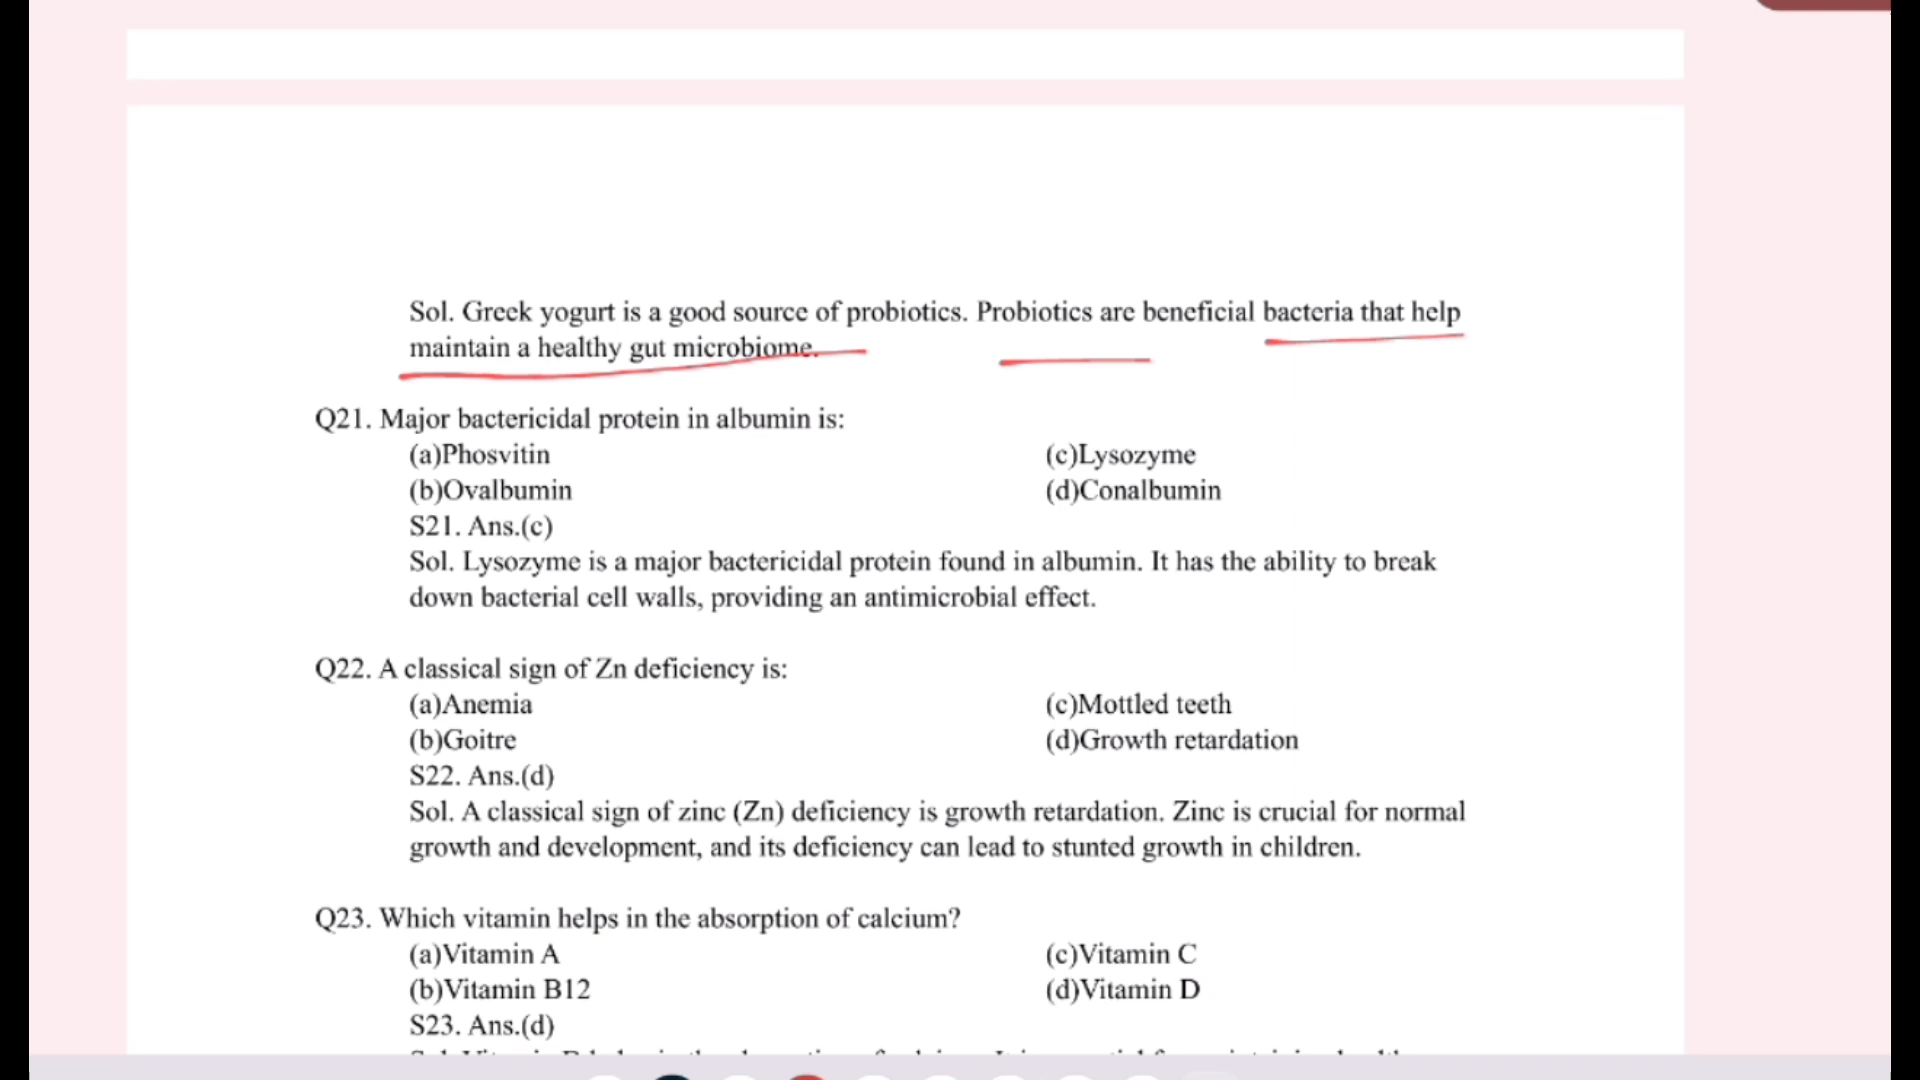 Sol. Greek yogurt is a good source of probiotics. Probiotics are beneficial bacteria that help
maintain a healthy gut microbiome.
Q21. Major bactericidal protein in albumin is:
(a)Phosvitin (c)Lysozyme
(b)Ovalbumin (d)Conalbumin
S21. Ans.(c)
Sol. Lysozyme is a major bactericidal protein found in albumin. It has the ability to break
down bacterial cell walls, providing an antimicrobial effect.
Q22. A classical sign of Zn deficiency is:
(a)Anemia (c)Mottled teeth
(b)Goitre (d)Growth retardation
S22. Ans.(d)
Sol. A classical sign of zinc (Zn) deficiency is growth retardation. Zinc is crucial for normal
growth and development, and its deficiency can lead to stunted growth in children.
Q23. Which vitamin helps in the absorption of calcium?
(a)Vitamin A (c)Vitamin C
(b)Vitamin B12 (d)Vitamin D
S23. Ans.(d)